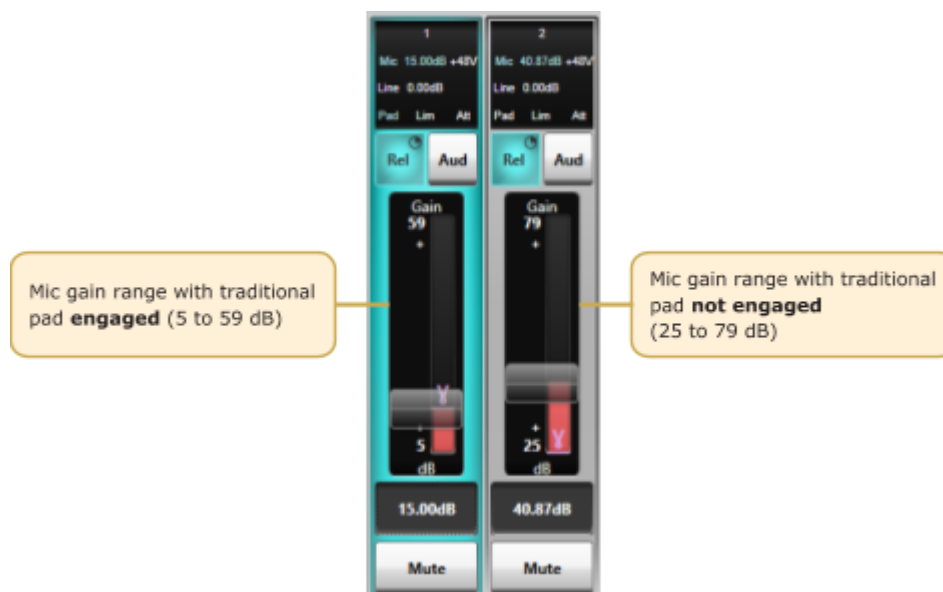 1
Mic 15.00dB +48V
Line 0.00dB
Pad Lim Att
Rel Aud
Gain
59
+
+
5
dB
15.00dB
Mute
2
Mic 40.87dB +48V
Line 0.00dB
Pad Lim Att
Rel Aud
Gain
79
+
+
25
dB
40.87dB
Mute
Mic gain range with traditional
pad engaged (5 to 59 dB)
Mic gain range with traditional
pad not engaged
(25 to 79 dB)